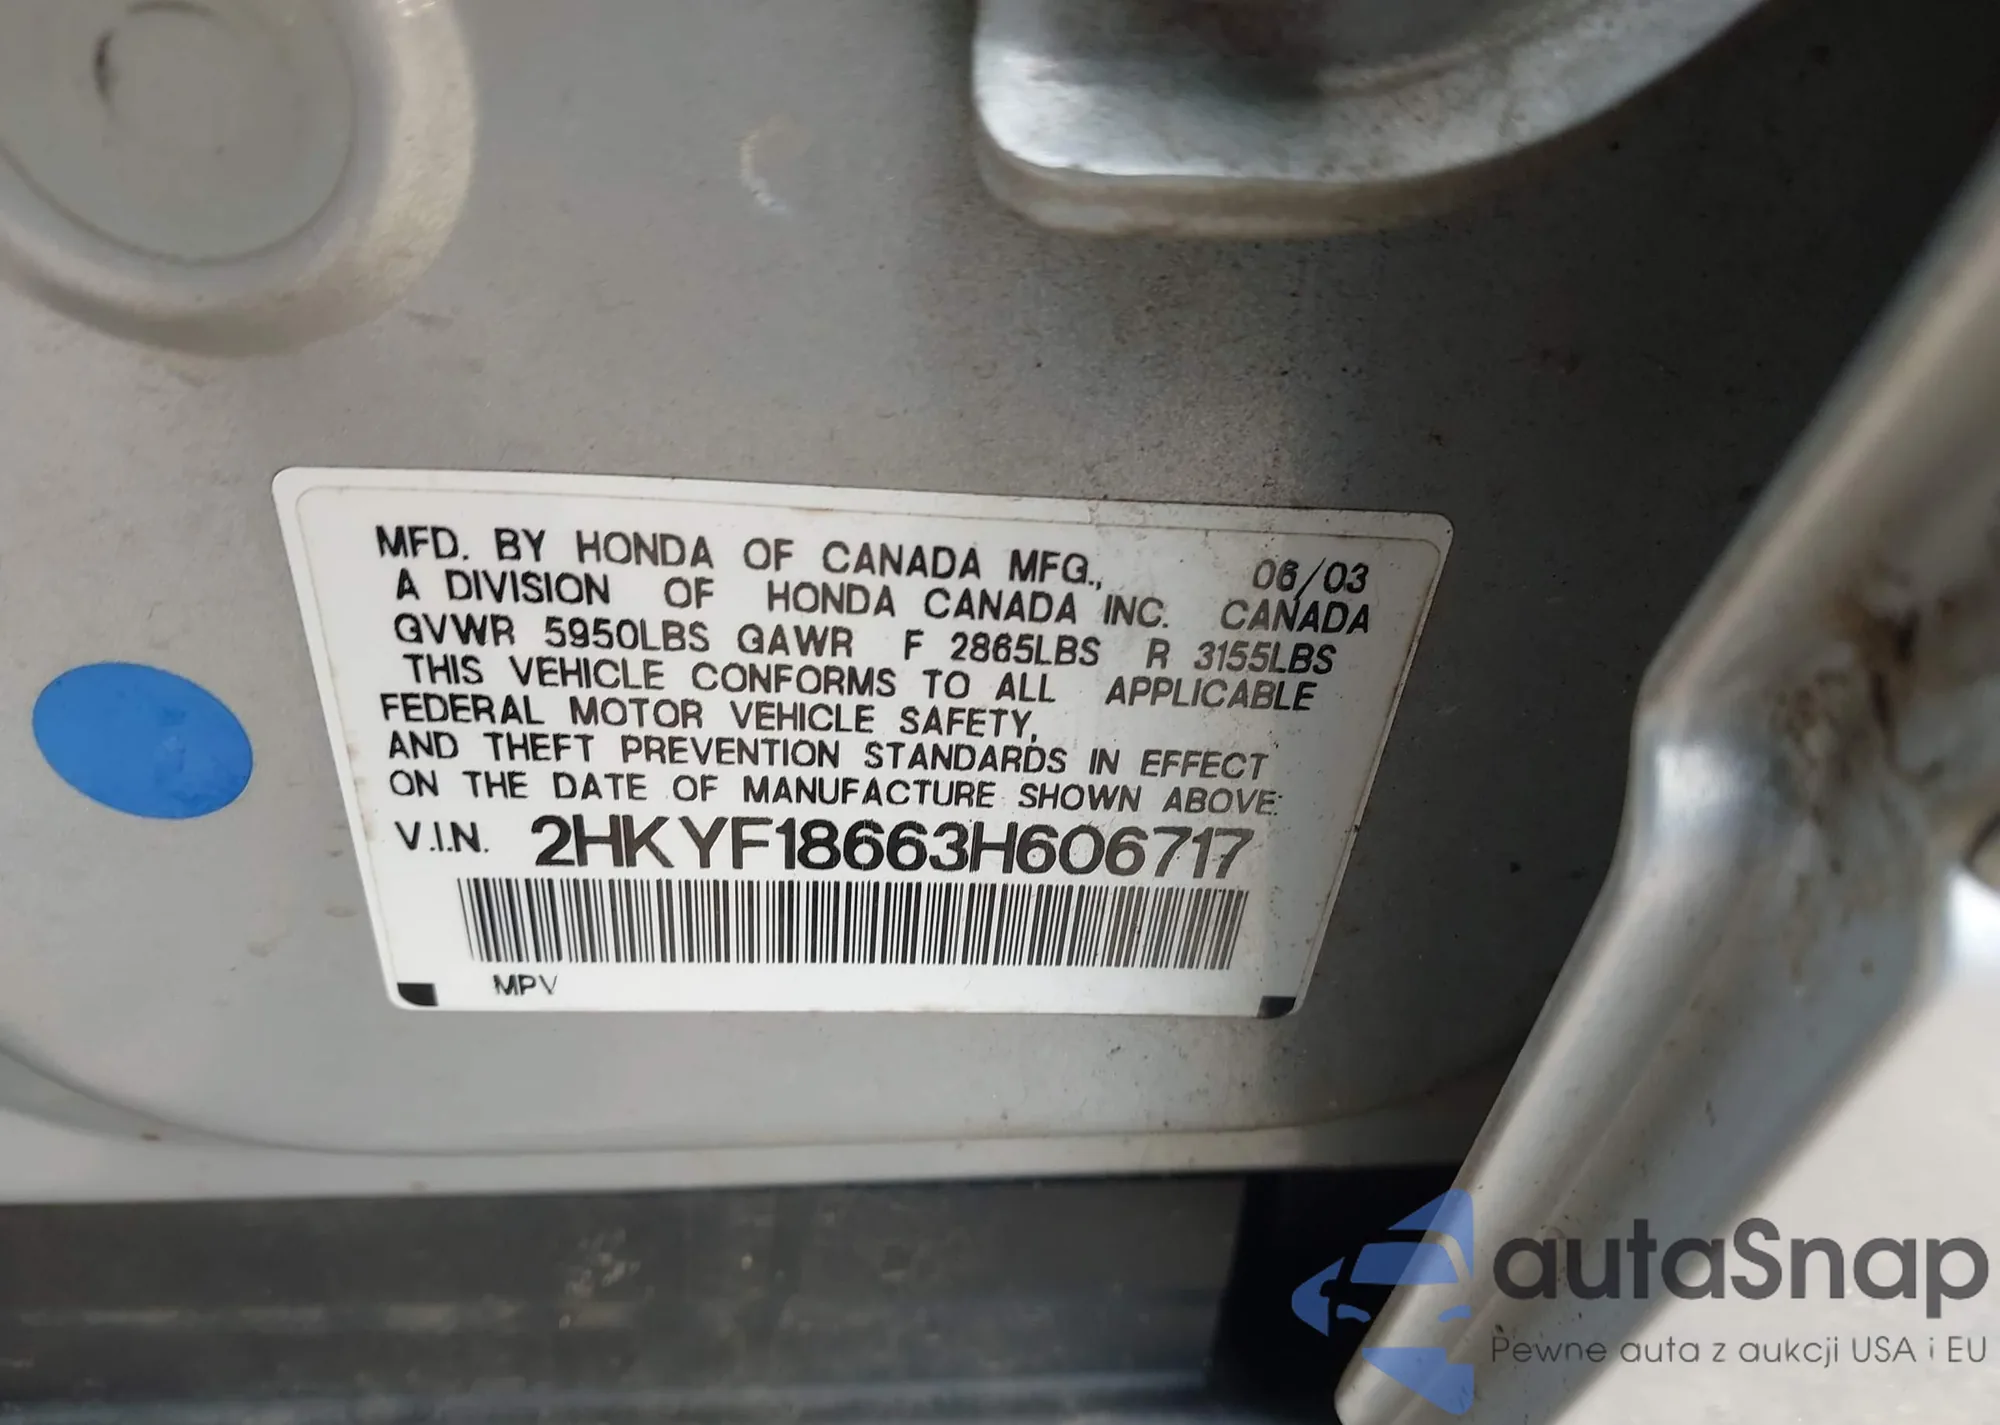 MFD. BY HONDA OF CANADA MFG., 06/03
A DIVISION OF HONDA CANADA INC. CANADA
GVWR 5950LBS GAWR F 2865LBS R 3155LBS
THIS VEHICLE CONFORMS TO ALL APPLICABLE
FEDERAL MOTOR VEHICLE SAFETY,
AND THEFT PREVENTION STANDARDS IN EFFECT
ON THE DATE OF MANUFACTURE SHOWN ABOVE:
V.I.N. 2HKYF18663H606717
MPV
autaSnap
Pewne auta z aukcji USA i EU